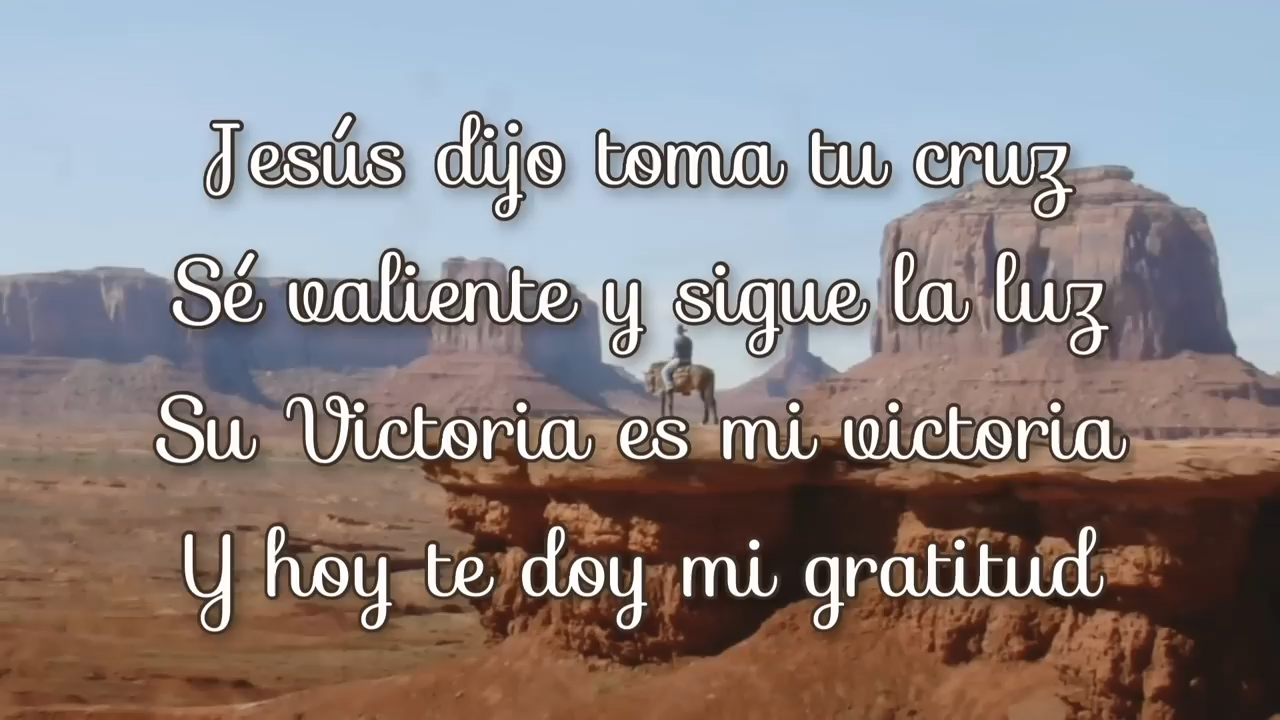 Jesús dijo toma tu cruz
Sé valiente y sigue la luz
Su Victoria es mi victoria
Y hoy te doy mi gratitud